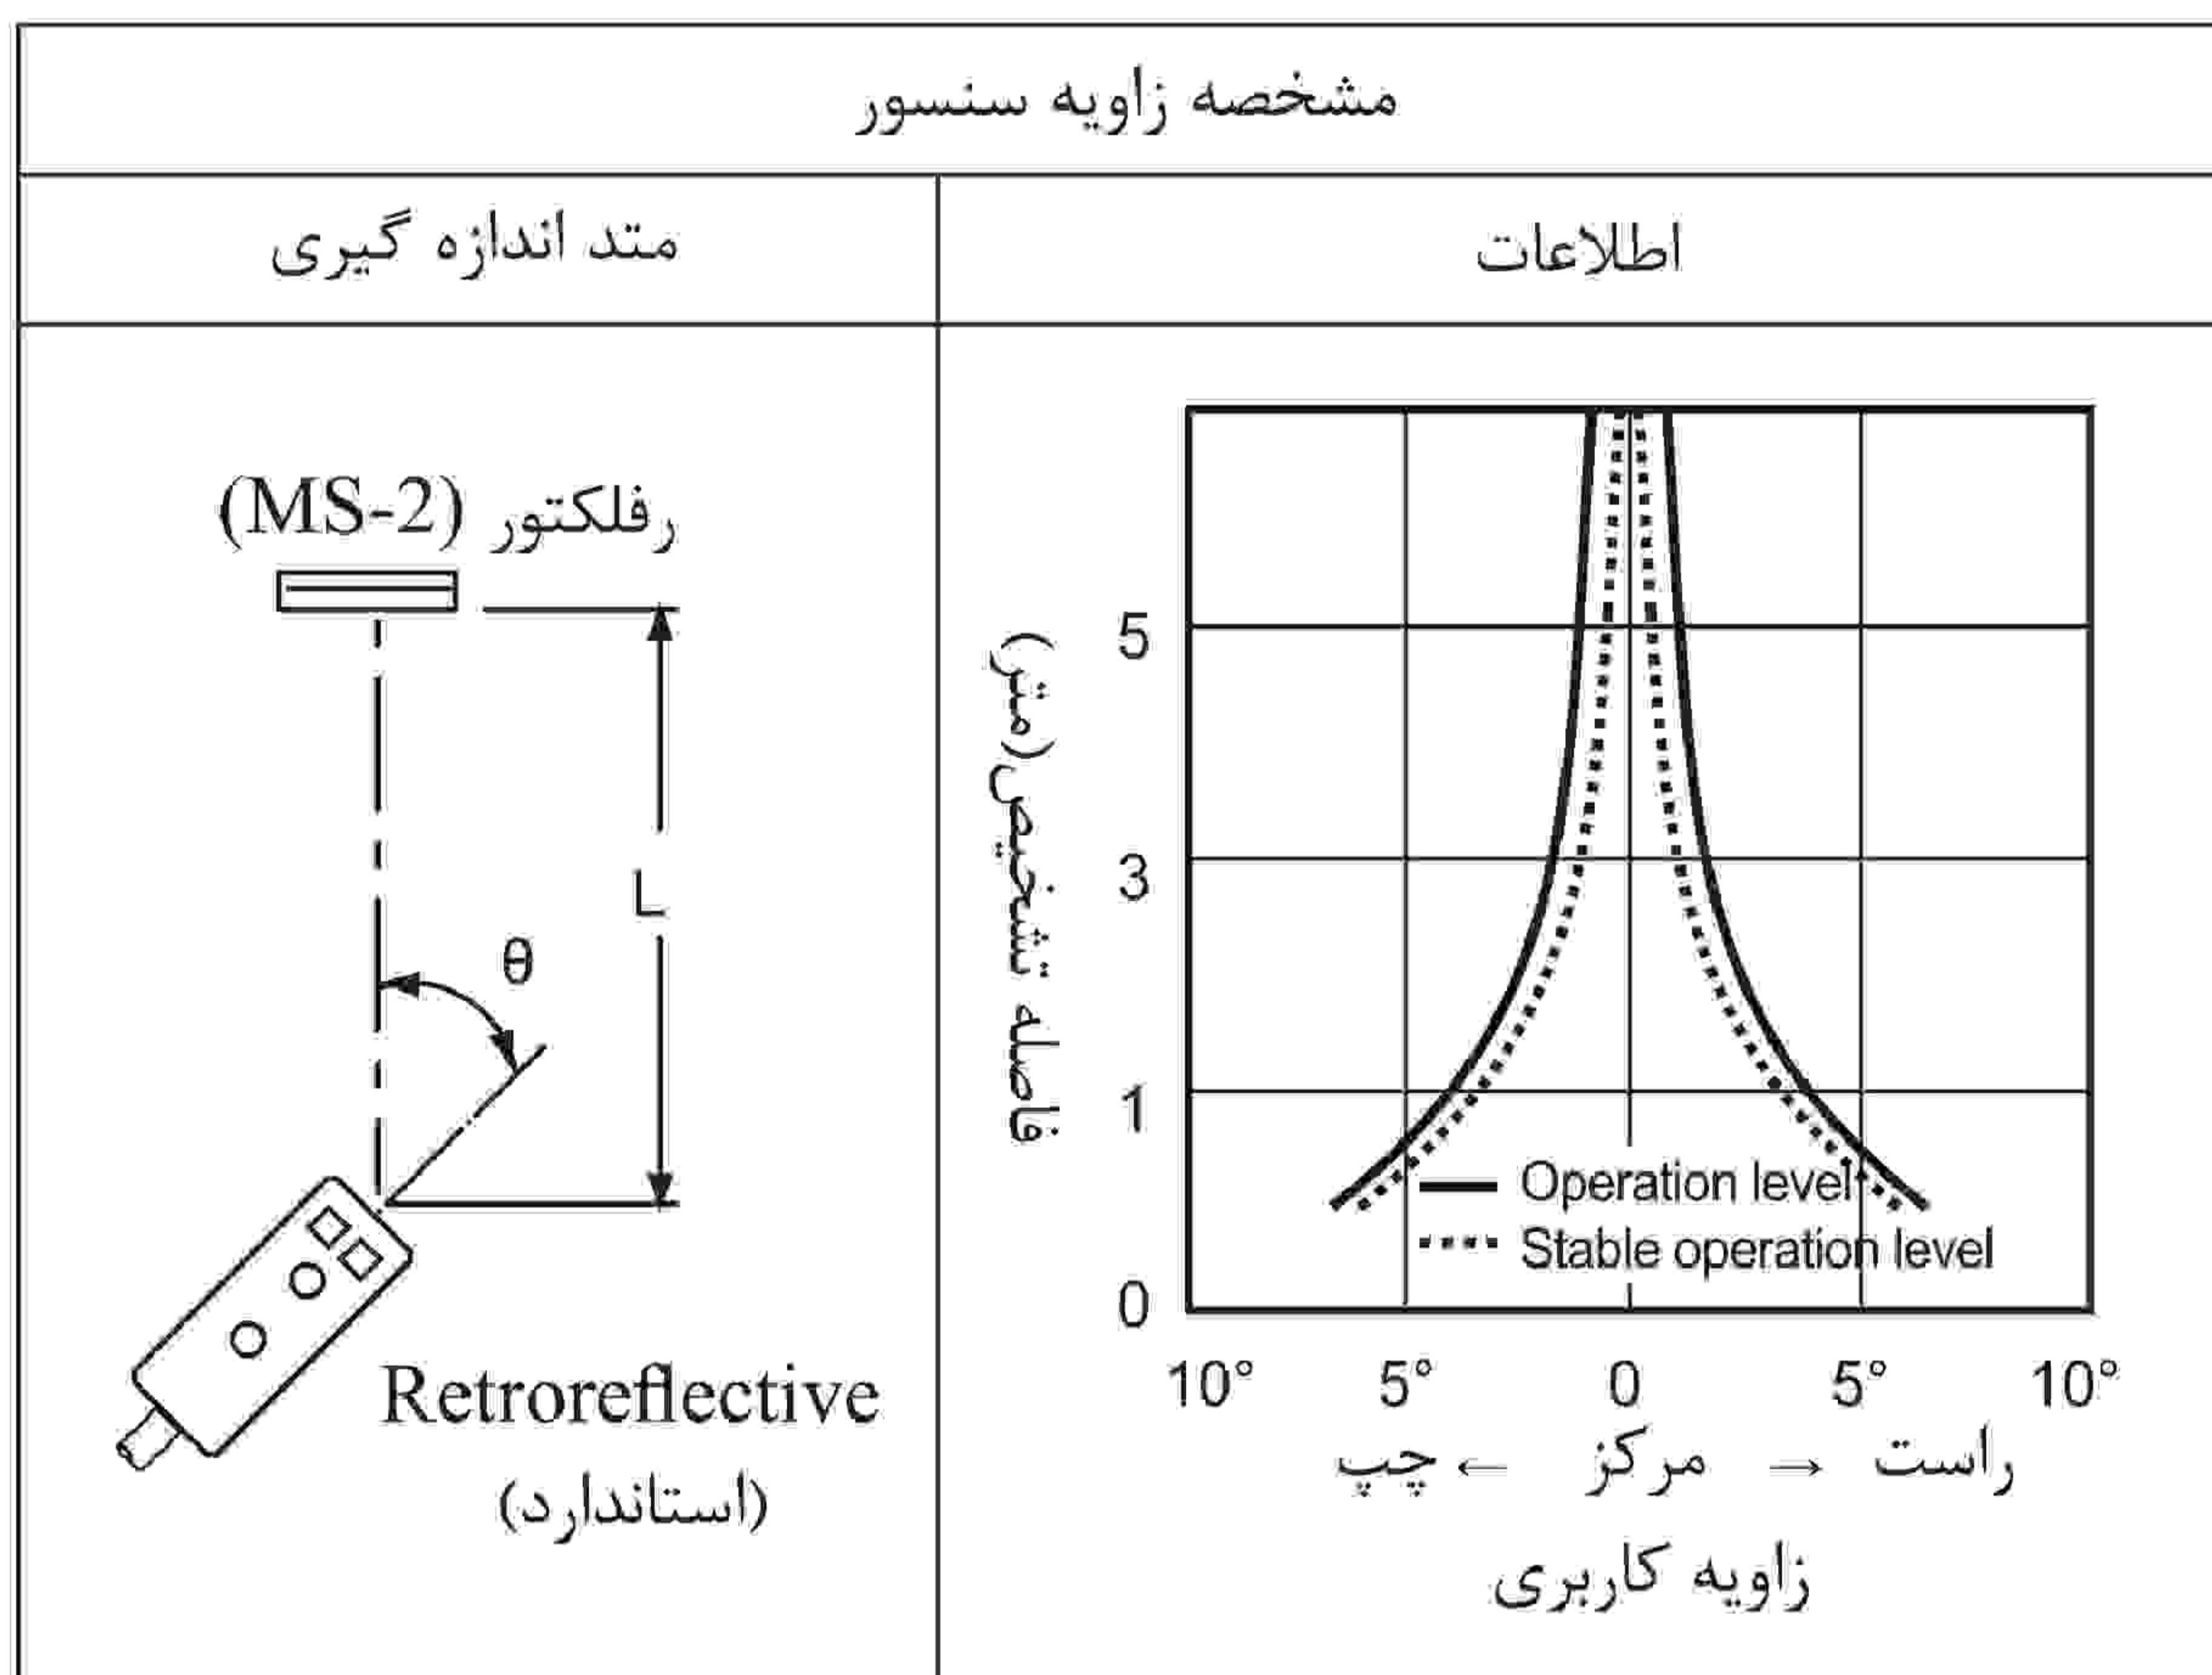 مشخصه زاویه سنسور
متد اندازه گیری
اطلاعات
رفلکتور (MS-2)
L
θ
Retroreflective
(استاندارد)
فاصله تشخیص(متر)
5
3
1
0
Operation level
Stable operation level
10° 5° 0 5° 10°
چپ ← مرکز → راست
زاویه کاربری